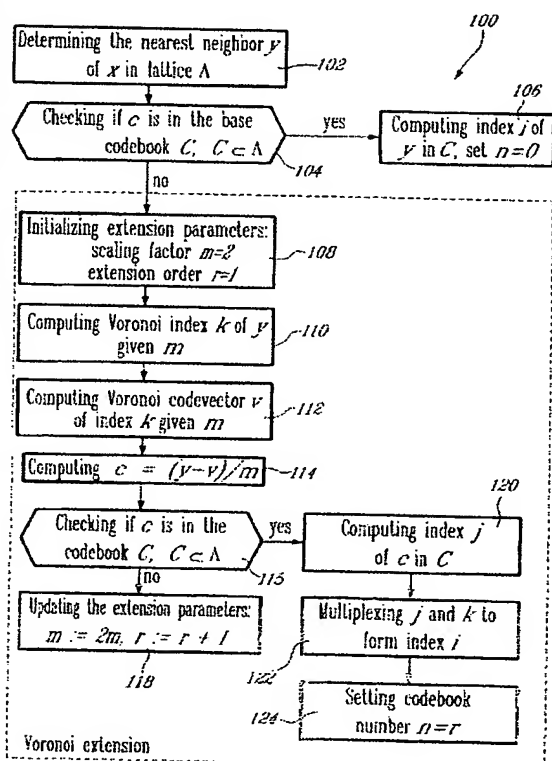 100
Determining the nearest neighbor y
of x in lattice Λ
102
Checking if c is in the base
codebook C, C ⊂ Λ
104
yes
106
Computing index j of
y in C, set n=0
no
Initializing extension parameters:
scaling factor m=2
extension order r=1
108
Computing Voronoi index k of y
given m
110
Computing Voronoi codevector v
of index k given m
112
Computing c = (y-v)/m
114
Checking if c is in the
codebook C, C ⊂ Λ
115
yes
120
Computing index j
of c in C
no
Updating the extension parameters:
m := 2m, r := r + 1
118
Multiplexing j and k to
form index i
122
Setting codebook
number n=r
124
Voronoi extension